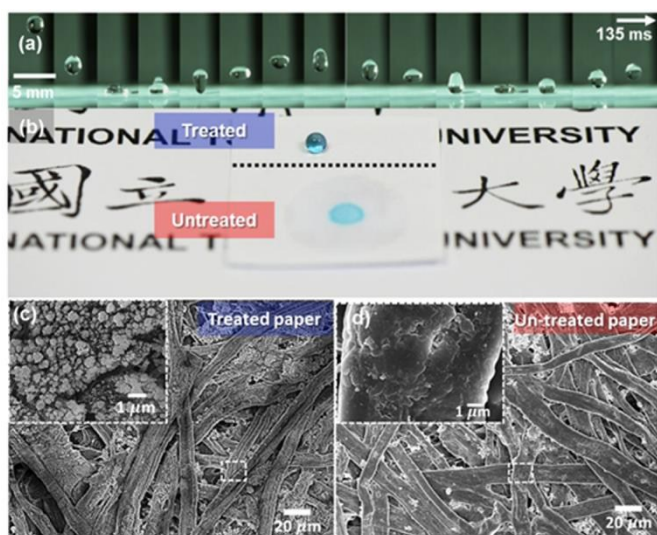 (a)
135 ms
5 mm
(b)
Treated
NATIONAL T UNIVERSITY
國立 大學
Untreated
NATIONAL T UNIVERSITY
(c)
Treated paper
1 μm
20 μm
(d)
Un-treated paper
1 μm
20 μm